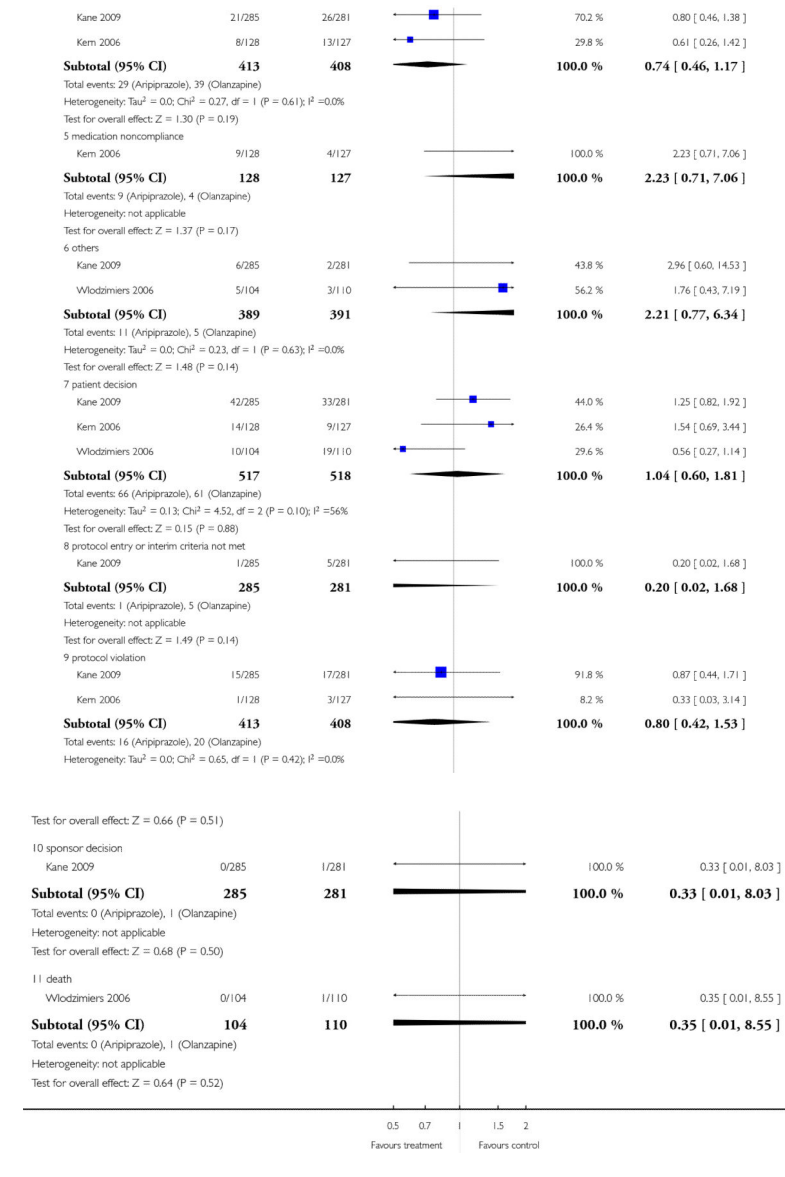 Kane 2009 21/285 26/281 70.2 % 0.80 [ 0.46, 1.38 ]
Kern 2006 8/128 13/127 29.8 % 0.61 [ 0.26, 1.42 ]
Subtotal (95% CI) 413 408 100.0 % 0.74 [ 0.46, 1.17 ]
Total events: 29 (Aripiprazole), 39 (Olanzapine)
Heterogeneity: Tau² = 0.0; Chi² = 0.27, df = 1 (P = 0.61); I² =0.0%
Test for overall effect: Z = 1.30 (P = 0.19)
5 medication noncompliance
Kern 2006 9/128 4/127 100.0 % 2.23 [ 0.71, 7.06 ]
Subtotal (95% CI) 128 127 100.0 % 2.23 [ 0.71, 7.06 ]
Total events: 9 (Aripiprazole), 4 (Olanzapine)
Heterogeneity: not applicable
Test for overall effect: Z = 1.37 (P = 0.17)
6 others
Kane 2009 6/285 2/281 43.8 % 2.96 [ 0.60, 14.53 ]
Wlodzimiers 2006 5/104 3/110 56.2 % 1.76 [ 0.43, 7.19 ]
Subtotal (95% CI) 389 391 100.0 % 2.21 [ 0.77, 6.34 ]
Total events: 11 (Aripiprazole), 5 (Olanzapine)
Heterogeneity: Tau² = 0.0; Chi² = 0.23, df = 1 (P = 0.63); I² =0.0%
Test for overall effect: Z = 1.48 (P = 0.14)
7 patient decision
Kane 2009 42/285 33/281 44.0 % 1.25 [ 0.82, 1.92 ]
Kern 2006 14/128 9/127 26.4 % 1.54 [ 0.69, 3.44 ]
Wlodzimiers 2006 10/104 19/110 29.6 % 0.56 [ 0.27, 1.14 ]
Subtotal (95% CI) 517 518 100.0 % 1.04 [ 0.60, 1.81 ]
Total events: 66 (Aripiprazole), 61 (Olanzapine)
Heterogeneity: Tau² = 0.13; Chi² = 4.52, df = 2 (P = 0.10); I² =56%
Test for overall effect: Z = 0.15 (P = 0.88)
8 protocol entry or interim criteria not met
Kane 2009 1/285 5/281 100.0 % 0.20 [ 0.02, 1.68 ]
Subtotal (95% CI) 285 281 100.0 % 0.20 [ 0.02, 1.68 ]
Total events: 1 (Aripiprazole), 5 (Olanzapine)
Heterogeneity: not applicable
Test for overall effect: Z = 1.49 (P = 0.14)
9 protocol violation
Kane 2009 15/285 17/281 91.8 % 0.87 [ 0.44, 1.71 ]
Kern 2006 1/128 3/127 8.2 % 0.33 [ 0.03, 3.14 ]
Subtotal (95% CI) 413 408 100.0 % 0.80 [ 0.42, 1.53 ]
Total events: 16 (Aripiprazole), 20 (Olanzapine)
Heterogeneity: Tau² = 0.0; Chi² = 0.65, df = 1 (P = 0.42); I² =0.0%
Test for overall effect: Z = 0.66 (P = 0.51)
10 sponsor decision
Kane 2009 0/285 1/281 100.0 % 0.33 [ 0.01, 8.03 ]
Subtotal (95% CI) 285 281 100.0 % 0.33 [ 0.01, 8.03 ]
Total events: 0 (Aripiprazole), 1 (Olanzapine)
Heterogeneity: not applicable
Test for overall effect: Z = 0.68 (P = 0.50)
11 death
Wlodzimiers 2006 0/104 1/110 100.0 % 0.35 [ 0.01, 8.55 ]
Subtotal (95% CI) 104 110 100.0 % 0.35 [ 0.01, 8.55 ]
Total events: 0 (Aripiprazole), 1 (Olanzapine)
Heterogeneity: not applicable
Test for overall effect: Z = 0.64 (P = 0.52)
0.5 0.7 1 1.5 2
Favours treatment Favours control